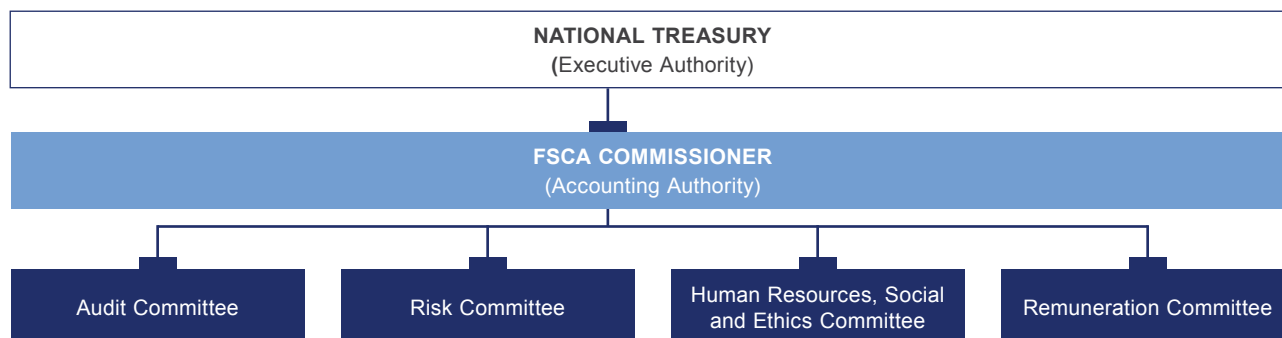 NATIONAL TREASURY
(Executive Authority)
FSCA COMMISSIONER
(Accounting Authority)
Audit Committee
Risk Committee
Human Resources, Social
and Ethics Committee
Remuneration Committee